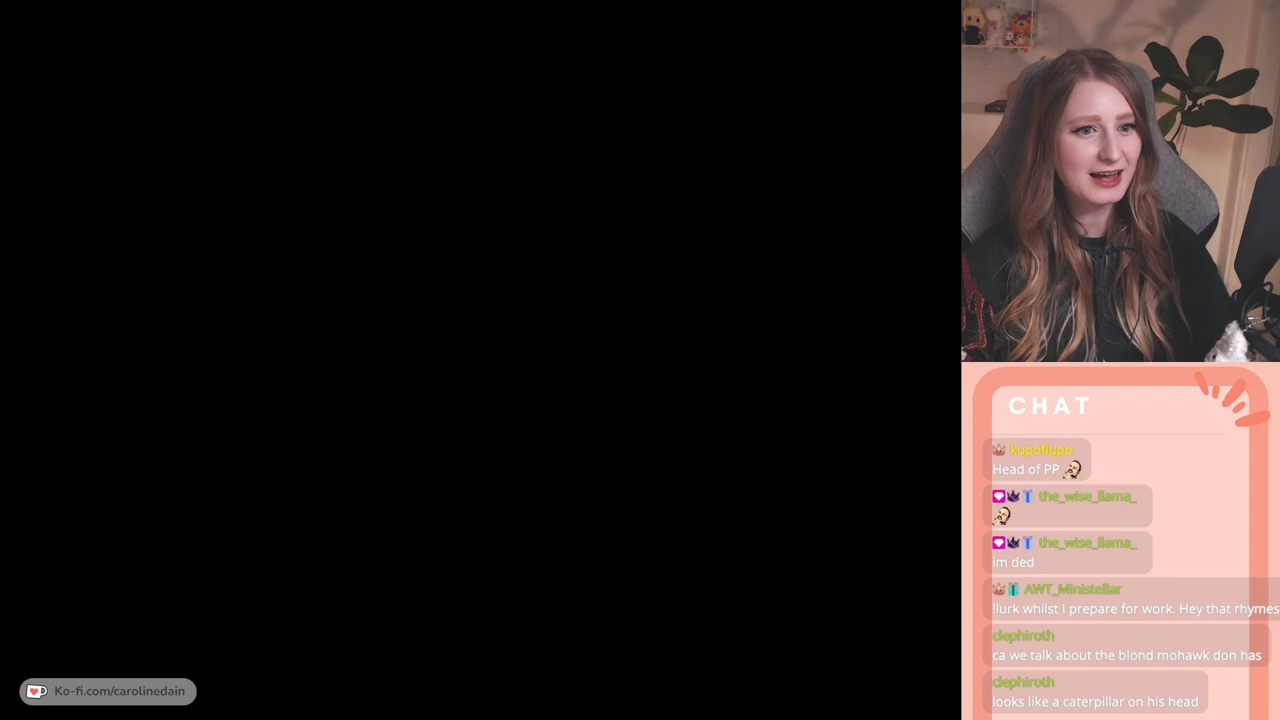 CHAT
kupoflupo
Head of PP
the_wise_llama_
the_wise_llama_
im ded
AWT_Ministellar
!lurk whilst I prepare for work. Hey that rhymes
clephiroth
ca we talk about the blond mohawk don has
clephiroth
looks like a caterpillar on his head
Ko-fi.com/carolinedain